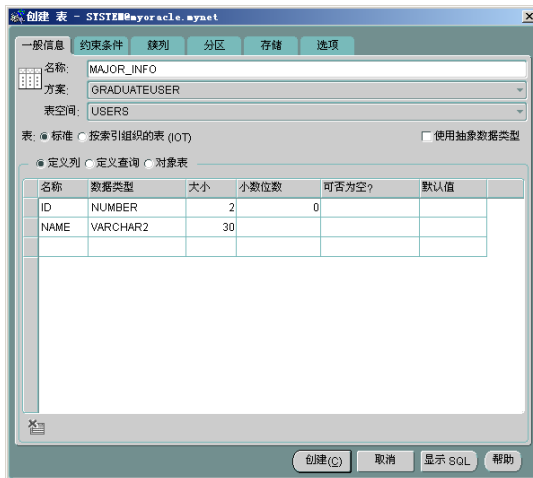 创建 表 - SYSTEM@myoracle.mynet
一般信息 约束条件 簇列 分区 存储 选项
名称: MAJOR_INFO
方案: GRADUATEUSER
表空间: USERS
表: 标准 按索引组织的表 (IOT) 使用抽象数据类型
定义列 定义查询 对象表
名称 数据类型 大小 小数位数 可否为空? 默认值
ID NUMBER 2 0
NAME VARCHAR2 30
创建(C) 取消 显示 SQL 帮助